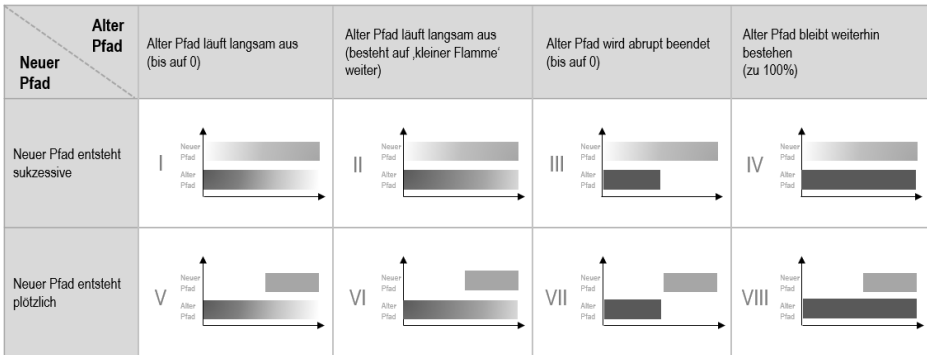 Alter
Pfad
Neuer
Pfad
Alter Pfad läuft langsam aus
(bis auf 0)
Alter Pfad läuft langsam aus
(besteht auf ‚kleiner Flamme‘
weiter)
Alter Pfad wird abrupt beendet
(bis auf 0)
Alter Pfad bleibt weiterhin
bestehen
(zu 100%)
Neuer Pfad entsteht
sukzessive
I
Neuer
Pfad
Alter
Pfad
II
Neuer
Pfad
Alter
Pfad
III
Neuer
Pfad
Alter
Pfad
IV
Neuer
Pfad
Alter
Pfad
Neuer Pfad entsteht
plötzlich
V
Neuer
Pfad
Alter
Pfad
VI
Neuer
Pfad
Alter
Pfad
VII
Neuer
Pfad
Alter
Pfad
VIII
Neuer
Pfad
Alter
Pfad